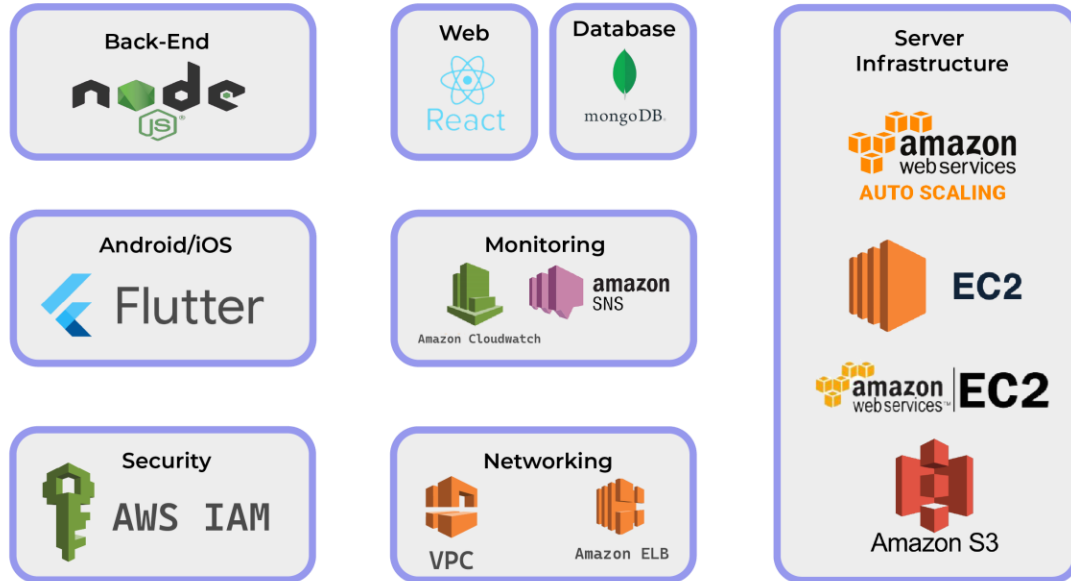 Back-End
node
JS®
Web
React
Database
mongoDB.
Server
Infrastructure
amazon
web services
AUTO SCALING
EC2
amazon
web services™
EC2
Amazon S3
Android/iOS
Flutter
Monitoring
amazon
SNS
Amazon Cloudwatch
Security
AWS IAM
Networking
VPC
Amazon ELB